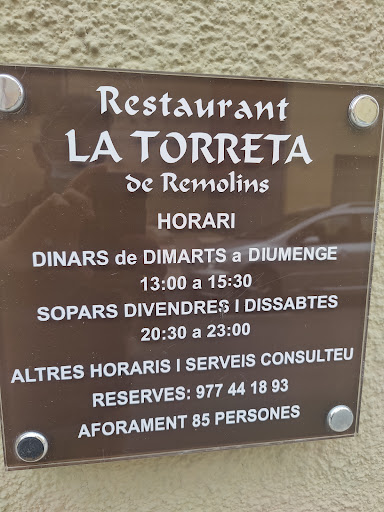 Restaurant
LA TORRETA
de Remolins
HORARI
DINARS de DIMARTS a DIUMENGE
13:00 a 15:30
SOPARS DIVENDRES I DISSABTES
20:30 a 23:00
ALTRES HORARIS I SERVEIS CONSULTEU
RESERVES: 977 44 18 93
AFORAMENT 85 PERSONES